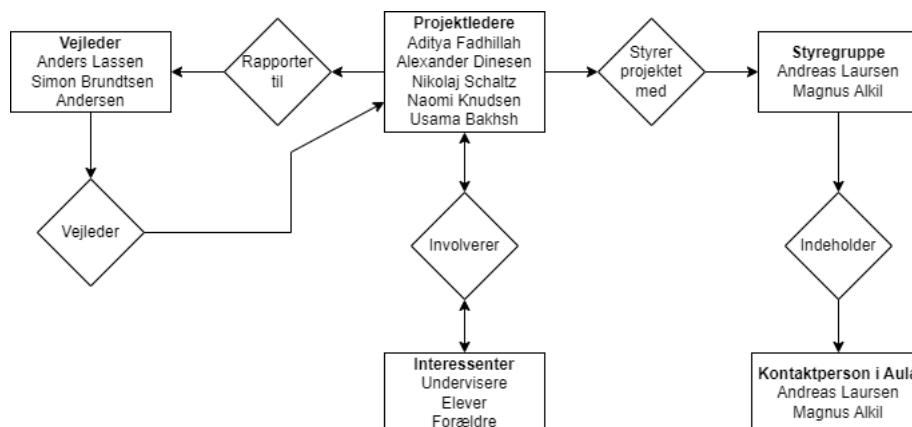 Projektledere
Aditya Fadhillah
Alexander Dinesen
Nikolaj Schaltz
Naomi Knudsen
Usama Bakhsh
Vejleder
Anders Lassen
Simon Brundtsen
Andersen
Rapporter
til
Styrer
projektet
med
Styregruppe
Andreas Laursen
Magnus Alkil
Vejleder
Involverer
Indeholder
Interessenter
Undervisere
Elever
Forældre
Kontaktperson i Aula
Andreas Laursen
Magnus Alkil